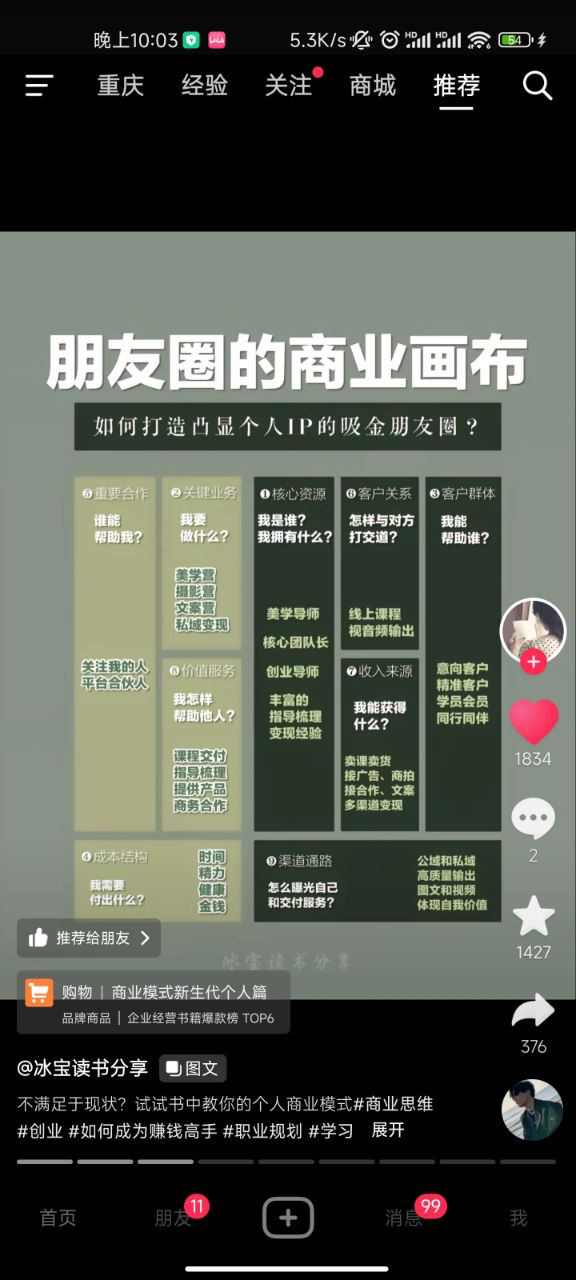 晚上10:03
5.3K/s
HD
HD
54
重庆 经验 关注 商城 推荐
朋友圈的商业画布
如何打造凸显个人IP的吸金朋友圈？
❺重要合作
谁能
帮助我?
关注我的人
平台合伙人
❷关键业务
我要
做什么?
美学营
摄影营
文案营
私域变现
❽价值服务
我怎样
帮助他人?
课程交付
指导梳理
提供产品
商务合作
❶核心资源
我是谁?
我拥有什么?
美学导师
核心团队长
创业导师
丰富的
指导梳理
变现经验
❻客户关系
怎样与对方
打交道?
线上课程
视音频输出
❼收入来源
我能获得
什么?
卖课卖货
接广告、商拍
接合作、文案
多渠道变现
❸客户群体
我能
帮助谁?
意向客户
精准客户
学员会员
同行同伴
❹成本结构
我需要
付出什么?
时间
精力
健康
金钱
❾渠道通路
怎么曝光自己
和交付服务?
公域和私域
高质量输出
图文和视频
体现自我价值
冰宝读书分享
1834
2
1427
376
推荐给朋友
购物 | 商业模式新生代个人篇
品牌商品 | 企业经营书籍爆款榜 TOP6
@冰宝读书分享 图文
不满足于现状？试试书中教你的个人商业模式#商业思维
#创业 #如何成为赚钱高手 #职业规划 #学习 展开
首页 朋友 11 消息 99 我